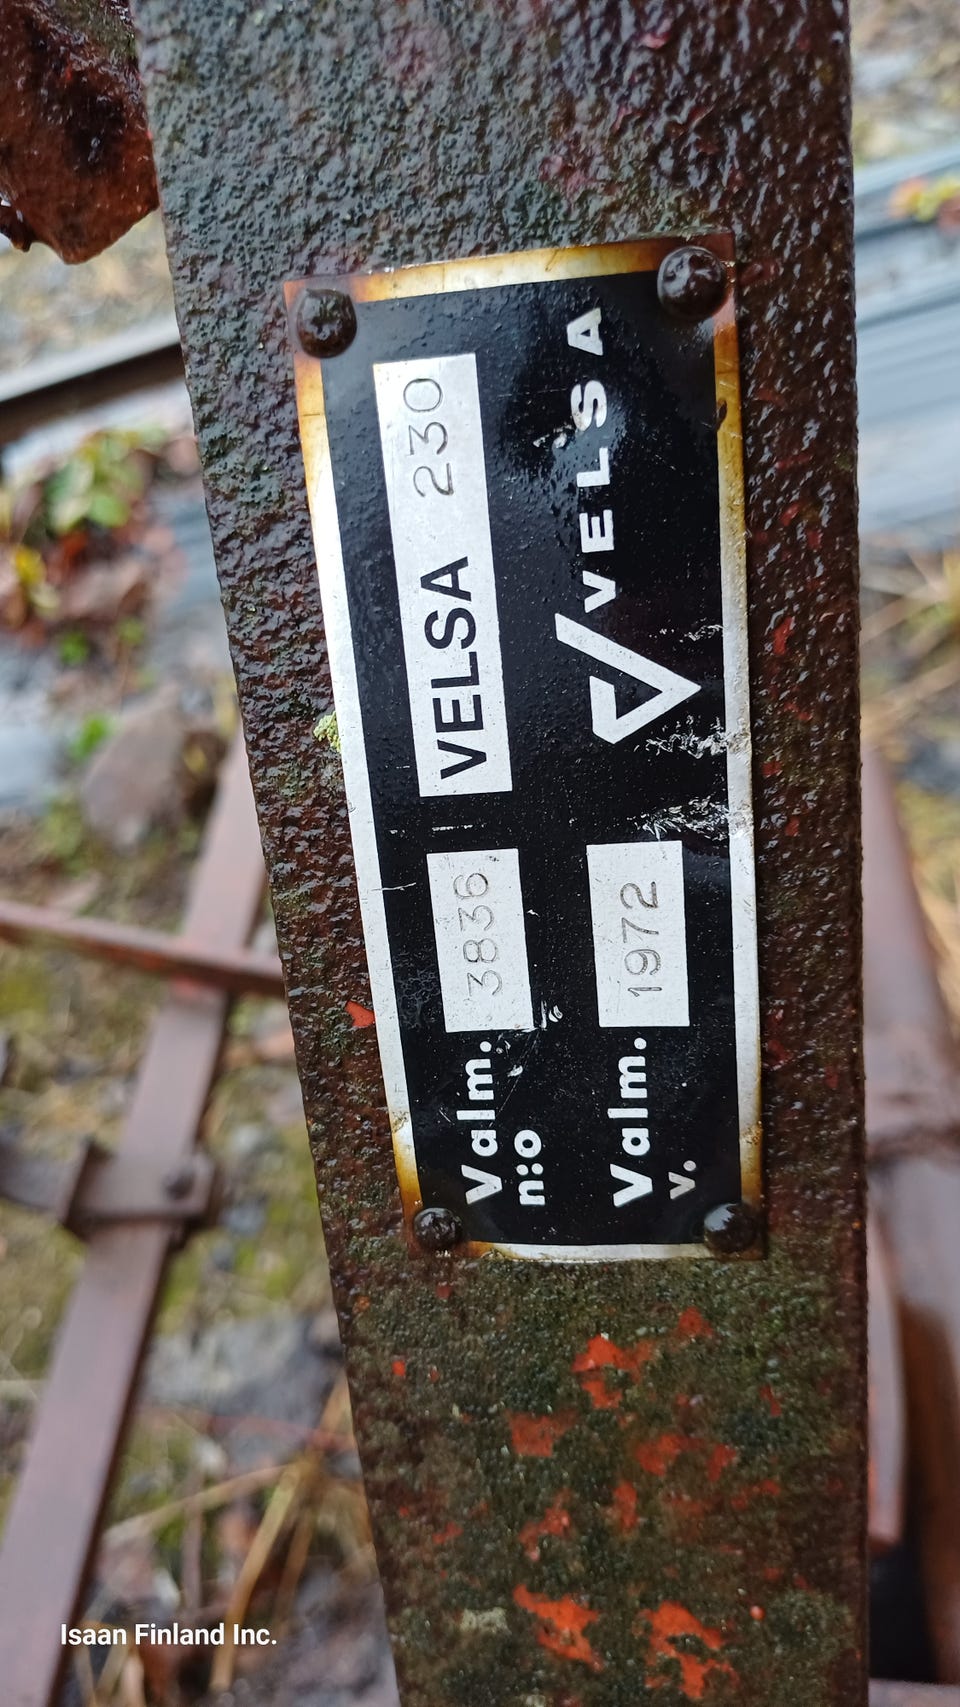 VELSA 230
VELSA
Valm. 3836
n:o
Valm. 1972
v.
Isaan Finland Inc.